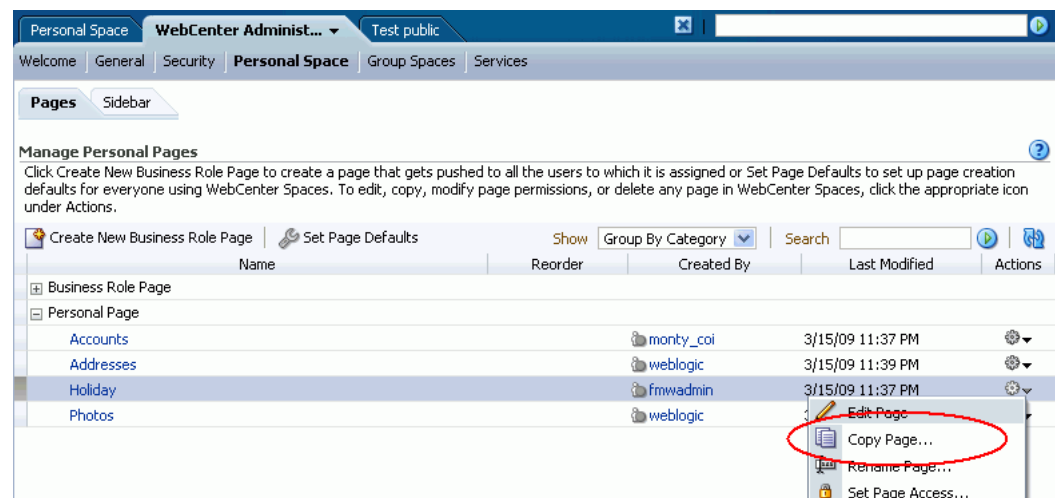 Personal Space WebCenter Administ... Test public
Welcome General Security Personal Space Group Spaces Services
Pages Sidebar
Manage Personal Pages
Click Create New Business Role Page to create a page that gets pushed to all the users to which it is assigned or Set Page Defaults to set up page creation
defaults for everyone using WebCenter Spaces. To edit, copy, modify page permissions, or delete any page in WebCenter Spaces, click the appropriate icon
under Actions.
Create New Business Role Page Set Page Defaults Show Group By Category Search
Name Reorder Created By Last Modified Actions
Business Role Page
Personal Page
Accounts monty_coi 3/15/09 11:37 PM
Addresses weblogic 3/15/09 11:39 PM
Holiday fmwadmin 3/15/09 11:37 PM
Photos weblogic
Edit Page
Copy Page...
Rename Page...
Set Page Access...